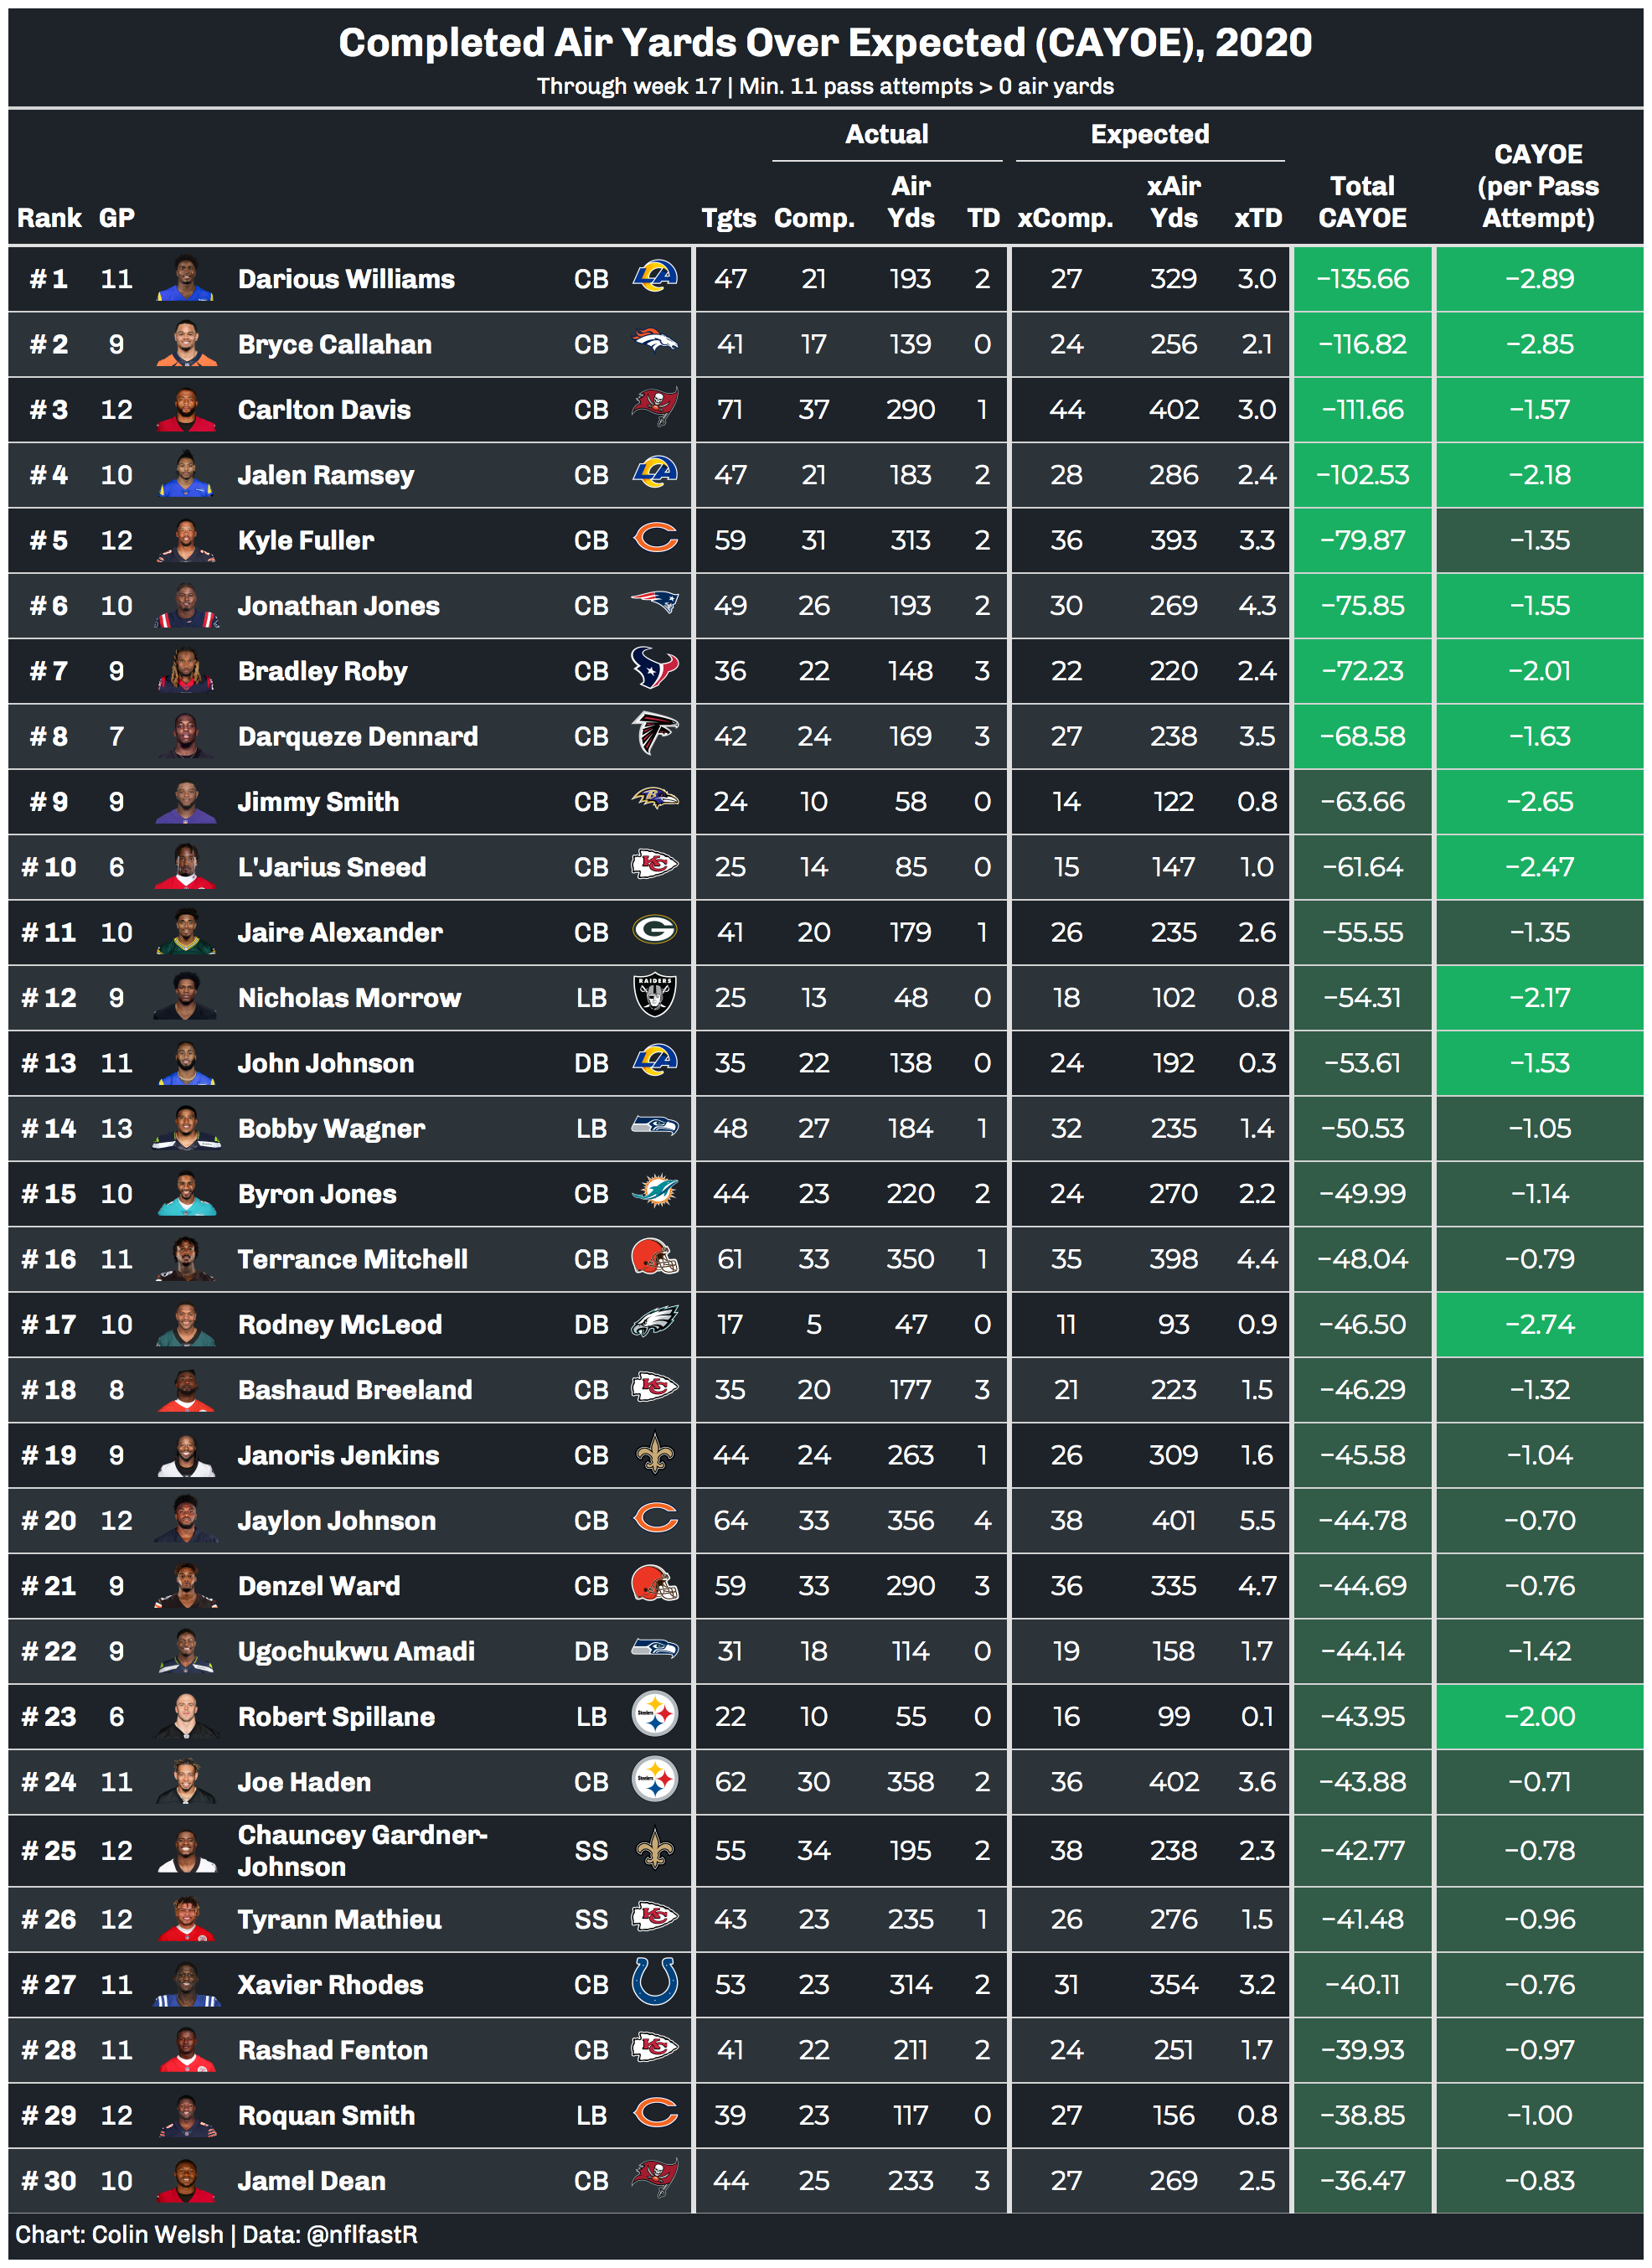 Completed Air Yards Over Expected (CAYOE), 2020
Through week 17 | Min. 11 pass attempts > 0 air yards
Actual Expected
Rank GP Tgts Comp. Air Yds TD xComp. xAir Yds xTD Total CAYOE CAYOE (per Pass Attempt)
# 1 11 Darious Williams CB 47 21 193 2 27 329 3.0 −135.66 −2.89
# 2 9 Bryce Callahan CB 41 17 139 0 24 256 2.1 −116.82 −2.85
# 3 12 Carlton Davis CB 71 37 290 1 44 402 3.0 −111.66 −1.57
# 4 10 Jalen Ramsey CB 47 21 183 2 28 286 2.4 −102.53 −2.18
# 5 12 Kyle Fuller CB 59 31 313 2 36 393 3.3 −79.87 −1.35
# 6 10 Jonathan Jones CB 49 26 193 2 30 269 4.3 −75.85 −1.55
# 7 9 Bradley Roby CB 36 22 148 3 22 220 2.4 −72.23 −2.01
# 8 7 Darqueze Dennard CB 42 24 169 3 27 238 3.5 −68.58 −1.63
# 9 9 Jimmy Smith CB 24 10 58 0 14 122 0.8 −63.66 −2.65
# 10 6 L'Jarius Sneed CB 25 14 85 0 15 147 1.0 −61.64 −2.47
# 11 10 Jaire Alexander CB 41 20 179 1 26 235 2.6 −55.55 −1.35
# 12 9 Nicholas Morrow LB RAIDERS 25 13 48 0 18 102 0.8 −54.31 −2.17
# 13 11 John Johnson DB 35 22 138 0 24 192 0.3 −53.61 −1.53
# 14 13 Bobby Wagner LB 48 27 184 1 32 235 1.4 −50.53 −1.05
# 15 10 Byron Jones CB 44 23 220 2 24 270 2.2 −49.99 −1.14
# 16 11 Terrance Mitchell CB 61 33 350 1 35 398 4.4 −48.04 −0.79
# 17 10 Rodney McLeod DB 17 5 47 0 11 93 0.9 −46.50 −2.74
# 18 8 Bashaud Breeland CB 35 20 177 3 21 223 1.5 −46.29 −1.32
# 19 9 Janoris Jenkins CB 44 24 263 1 26 309 1.6 −45.58 −1.04
# 20 12 Jaylon Johnson CB 64 33 356 4 38 401 5.5 −44.78 −0.70
# 21 9 Denzel Ward CB 59 33 290 3 36 335 4.7 −44.69 −0.76
# 22 9 Ugochukwu Amadi DB 31 18 114 0 19 158 1.7 −44.14 −1.42
# 23 6 Robert Spillane LB Steelers 22 10 55 0 16 99 0.1 −43.95 −2.00
# 24 11 Joe Haden CB Steelers 62 30 358 2 36 402 3.6 −43.88 −0.71
# 25 12 Chauncey Gardner-Johnson SS 55 34 195 2 38 238 2.3 −42.77 −0.78
# 26 12 Tyrann Mathieu SS 43 23 235 1 26 276 1.5 −41.48 −0.96
# 27 11 Xavier Rhodes CB 53 23 314 2 31 354 3.2 −40.11 −0.76
# 28 11 Rashad Fenton CB 41 22 211 2 24 251 1.7 −39.93 −0.97
# 29 12 Roquan Smith LB 39 23 117 0 27 156 0.8 −38.85 −1.00
# 30 10 Jamel Dean CB 44 25 233 3 27 269 2.5 −36.47 −0.83
Chart: Colin Welsh | Data: @nflfastR